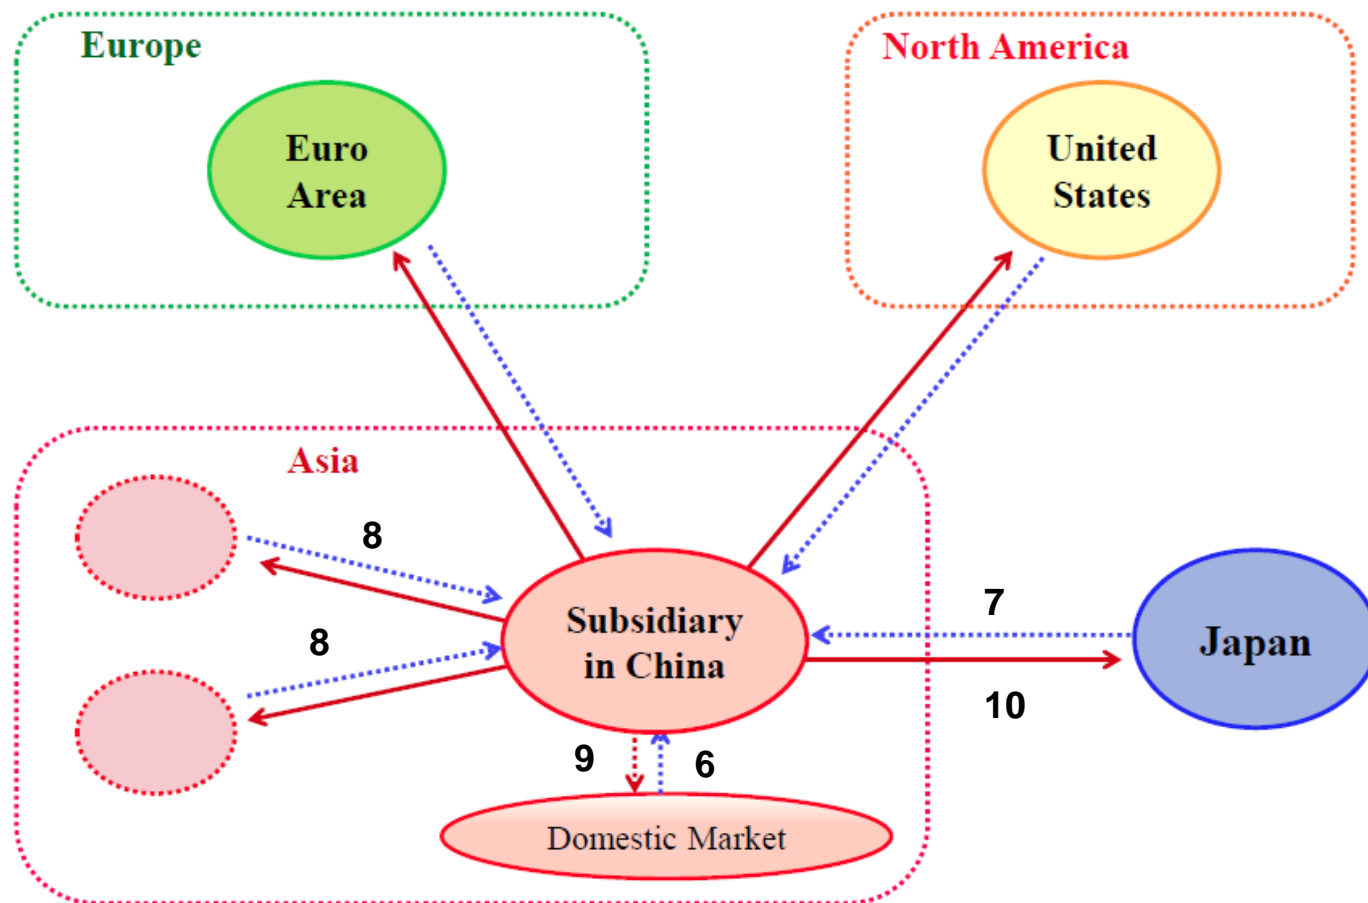 Europe
North America
Euro
Area
United
States
Asia
8
8
Subsidiary
in China
7
Japan
10
9
6
Domestic Market